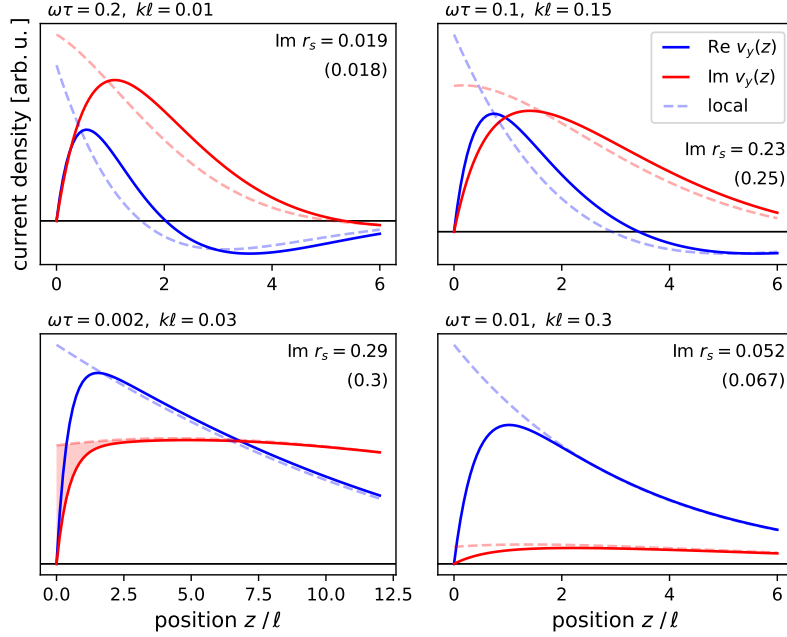 ωτ = 0.2, kℓ = 0.01
Im r_s = 0.019
(0.018)
current density [arb. u.]
0
2
4
6
ωτ = 0.1, kℓ = 0.15
Re v_y(z)
Im v_y(z)
local
Im r_s = 0.23
(0.25)
0
2
4
6
ωτ = 0.002, kℓ = 0.03
Im r_s = 0.29
(0.3)
0.0
2.5
5.0
7.5
10.0
12.5
position z / ℓ
ωτ = 0.01, kℓ = 0.3
Im r_s = 0.052
(0.067)
0
2
4
6
position z / ℓ